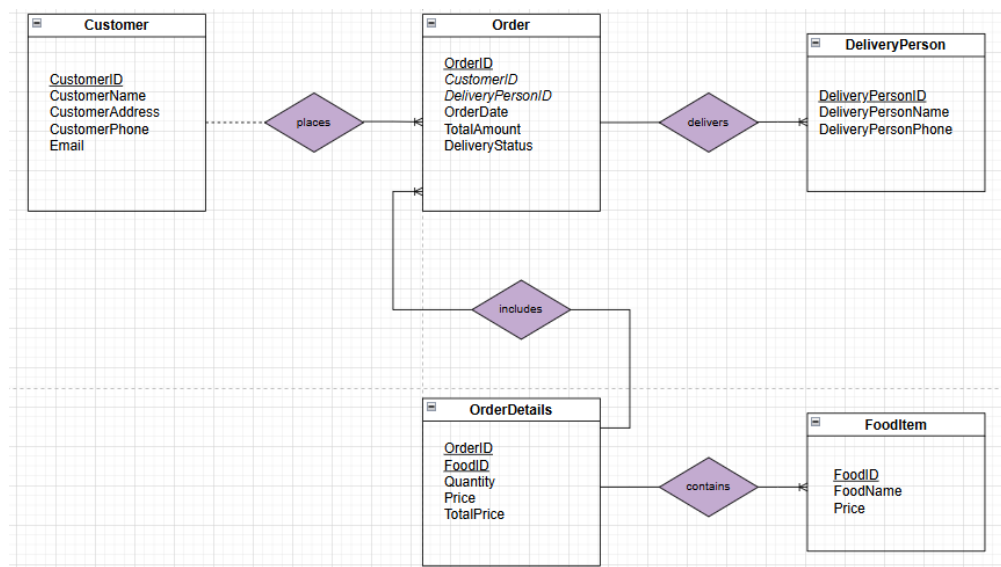 Customer
CustomerID
CustomerName
CustomerAddress
CustomerPhone
Email
places
Order
OrderID
CustomerID
DeliveryPersonID
OrderDate
TotalAmount
DeliveryStatus
delivers
DeliveryPerson
DeliveryPersonID
DeliveryPersonName
DeliveryPersonPhone
includes
OrderDetails
OrderID
FoodID
Quantity
Price
TotalPrice
contains
FoodItem
FoodID
FoodName
Price